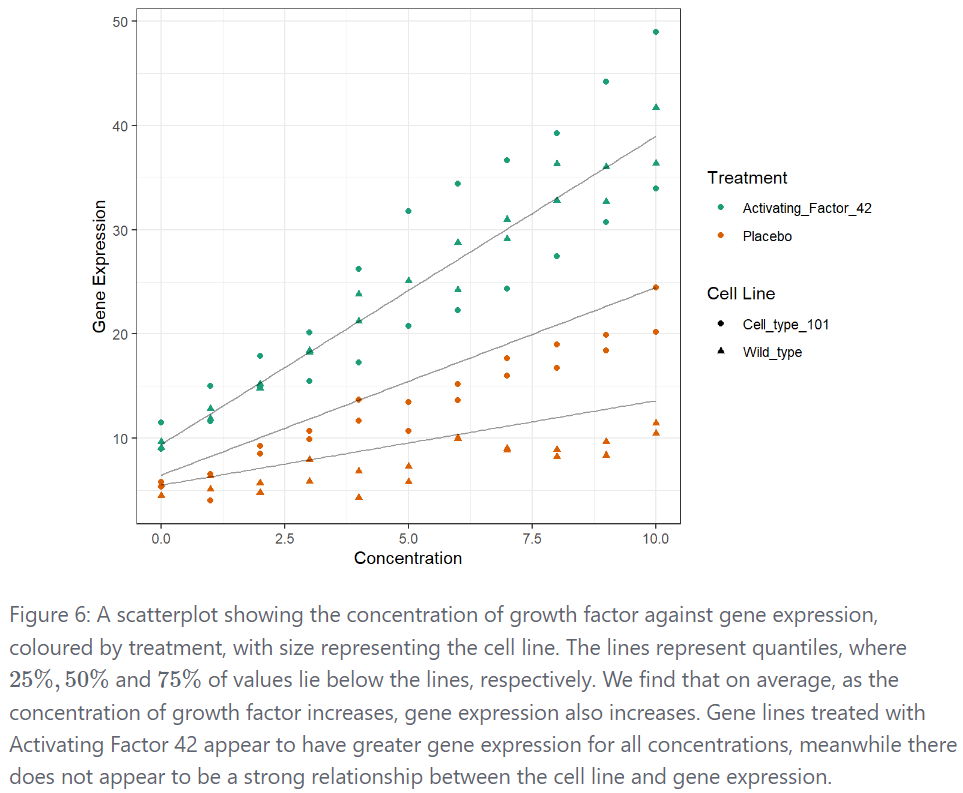 50
40
30
20
10
Gene Expression
0.0 2.5 5.0 7.5 10.0
Concentration
Treatment
Activating_Factor_42
Placebo
Cell Line
Cell_type_101
Wild_type
Figure 6: A scatterplot showing the concentration of growth factor against gene expression,
coloured by treatment, with size representing the cell line. The lines represent quantiles, where
25%, 50% and 75% of values lie below the lines, respectively. We find that on average, as the
concentration of growth factor increases, gene expression also increases. Gene lines treated with
Activating Factor 42 appear to have greater gene expression for all concentrations, meanwhile there
does not appear to be a strong relationship between the cell line and gene expression.